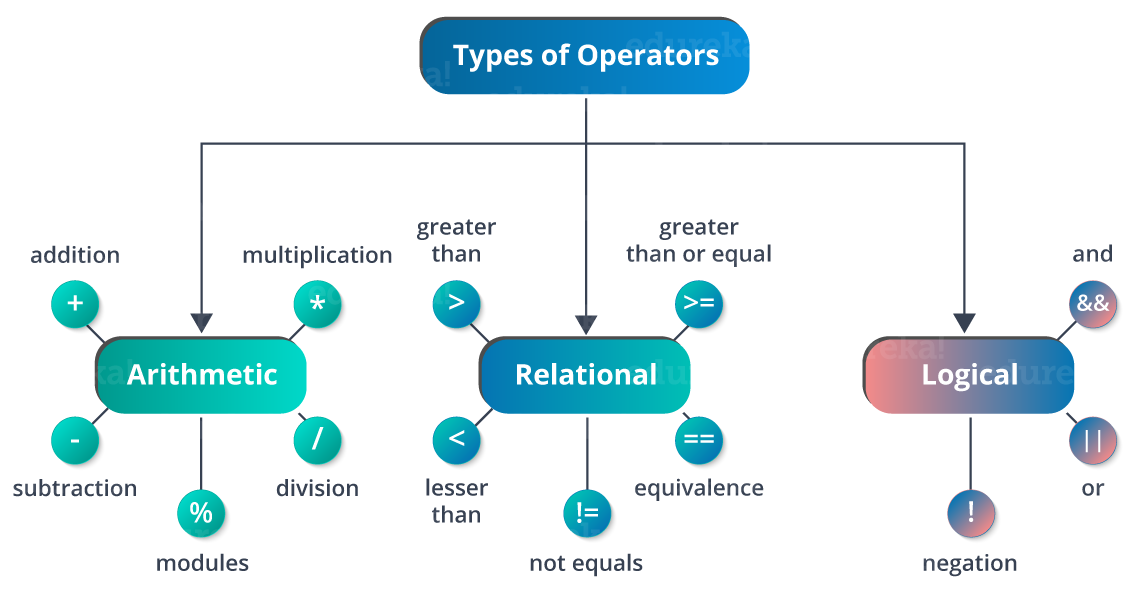 Types of Operators
addition
+
multiplication
*
Arithmetic
-
subtraction
/
division
%
modules
greater
than
>
greater
than or equal
>=
Relational
<
lesser
than
==
equivalence
!=
not equals
and
&&
Logical
||
or
!
negation